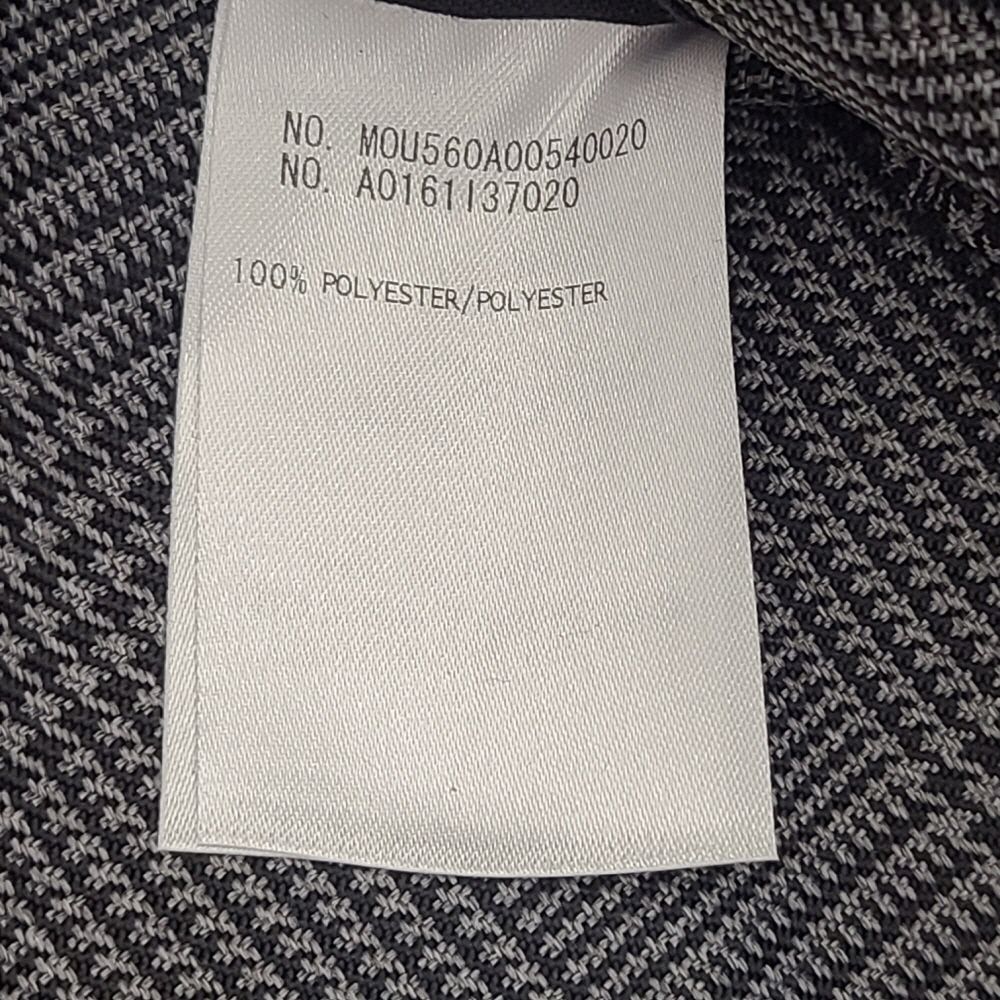 NO. MOU560A00540020
NO. A0161137020
100% POLYESTER/POLYESTER